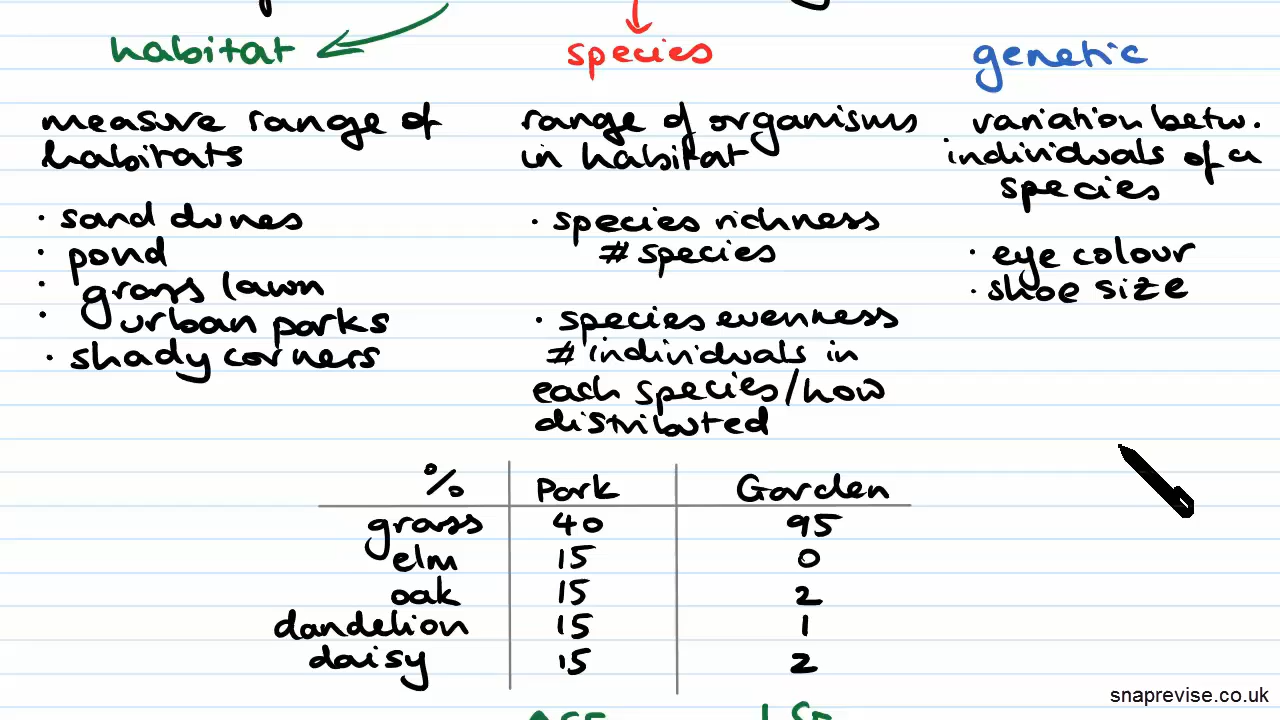 habitat
species
genetic
measure range of
habitats
· sand dunes
· pond
· grass lawn
· urban parks
· shady corners
range of organisms
in habitat
· species richness
# species
· species evenness
# individuals in
each species/how
distributed
variation betw.
individuals of a
species
· eye colour
· shoe size
% Park Garden
grass 40 95
elm 15 0
oak 15 2
dandelion 15 1
daisy 15 2
snaprevise.co.uk